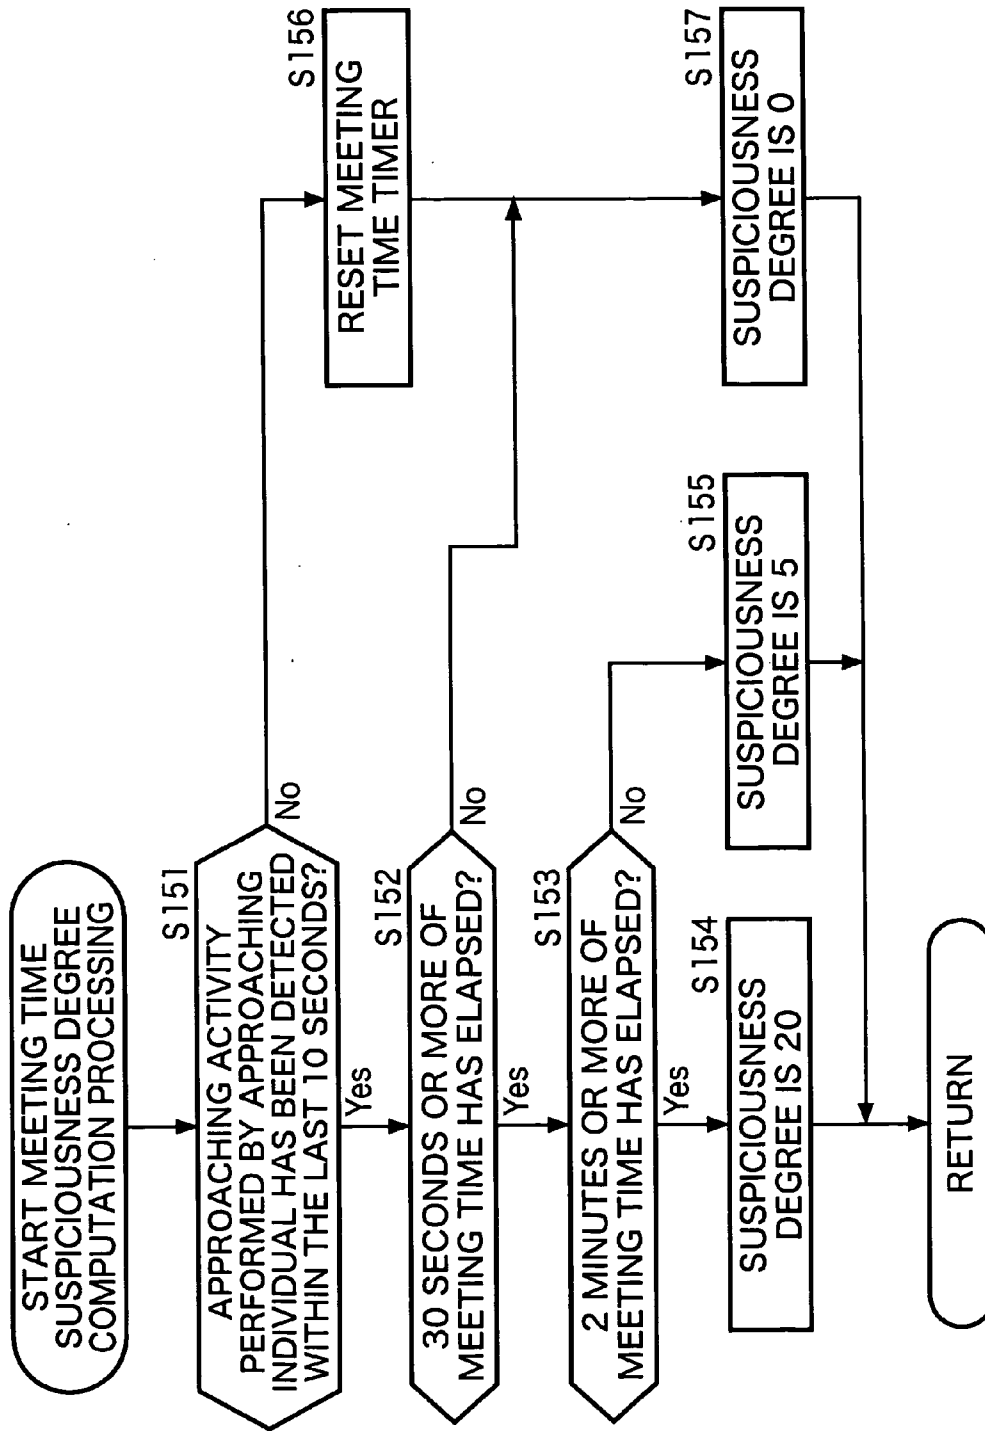 START MEETING TIME
SUSPICIOUSNESS DEGREE
COMPUTATION PROCESSING
S151
APPROACHING ACTIVITY
PERFORMED BY APPROACHING
INDIVIDUAL HAS BEEN DETECTED
WITHIN THE LAST 10 SECONDS?
No
Yes
S156
RESET MEETING
TIME TIMER
S152
30 SECONDS OR MORE OF
MEETING TIME HAS ELAPSED?
No
Yes
S153
2 MINUTES OR MORE OF
MEETING TIME HAS ELAPSED?
No
Yes
S154
SUSPICIOUSNESS
DEGREE IS 20
S155
SUSPICIOUSNESS
DEGREE IS 5
S157
SUSPICIOUSNESS
DEGREE IS 0
RETURN